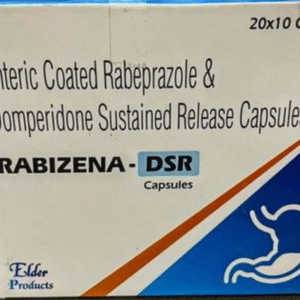 20x10 C
nteric Coated Rabeprazole &
omperidone Sustained Release Capsule
RABIZENA - DSR
Capsules
Elder
Products